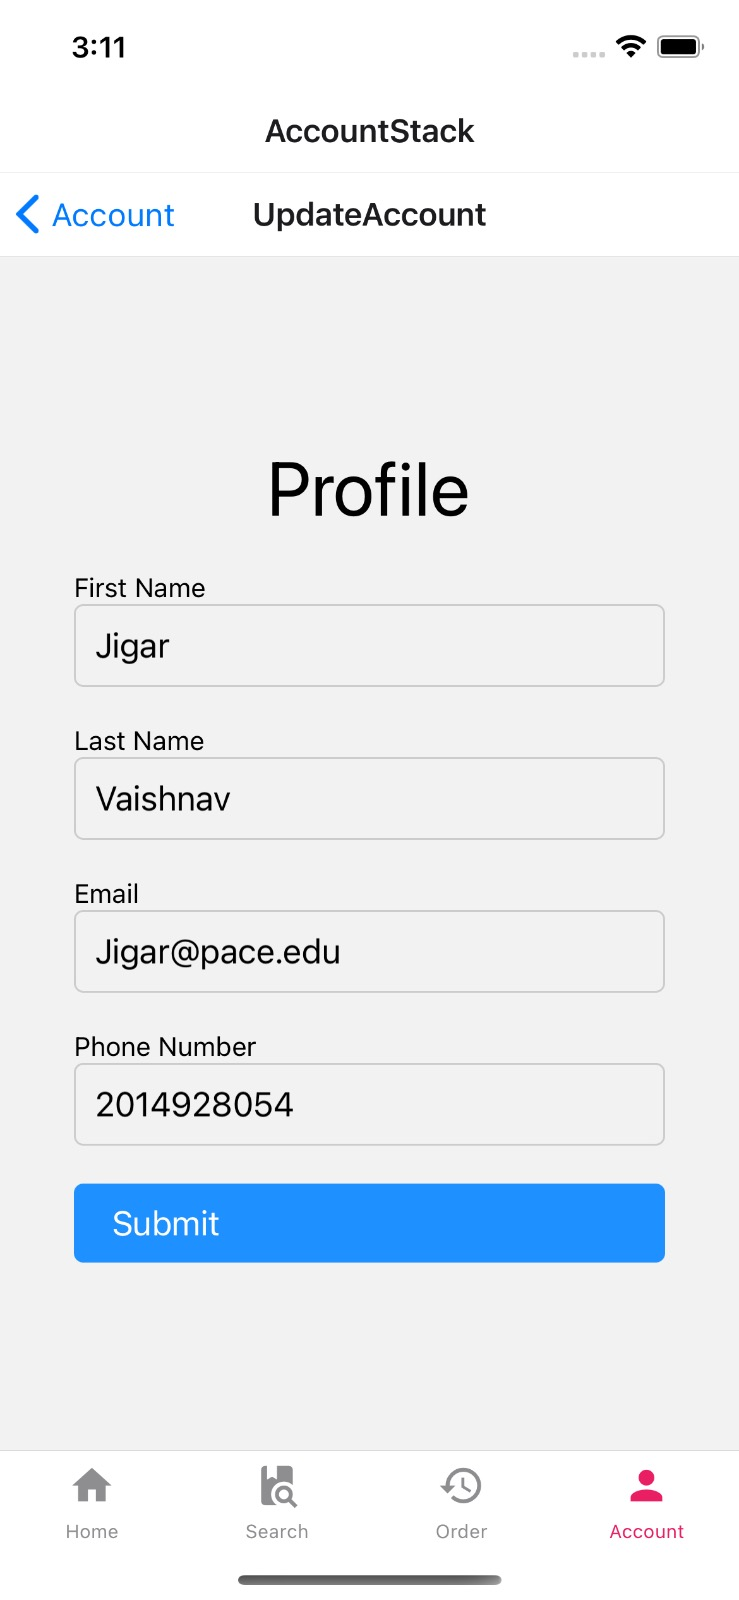 3:11
AccountStack
Account
UpdateAccount
Profile
First Name
Jigar
Last Name
Vaishnav
Email
Jigar@pace.edu
Phone Number
2014928054
Submit
Home
Search
Order
Account